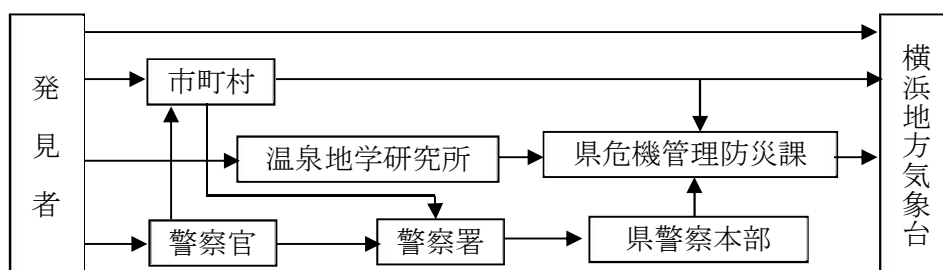 発見者
市町村
温泉地学研究所
県危機管理防災課
警察官
警察署
県警察本部
横浜地方気象台